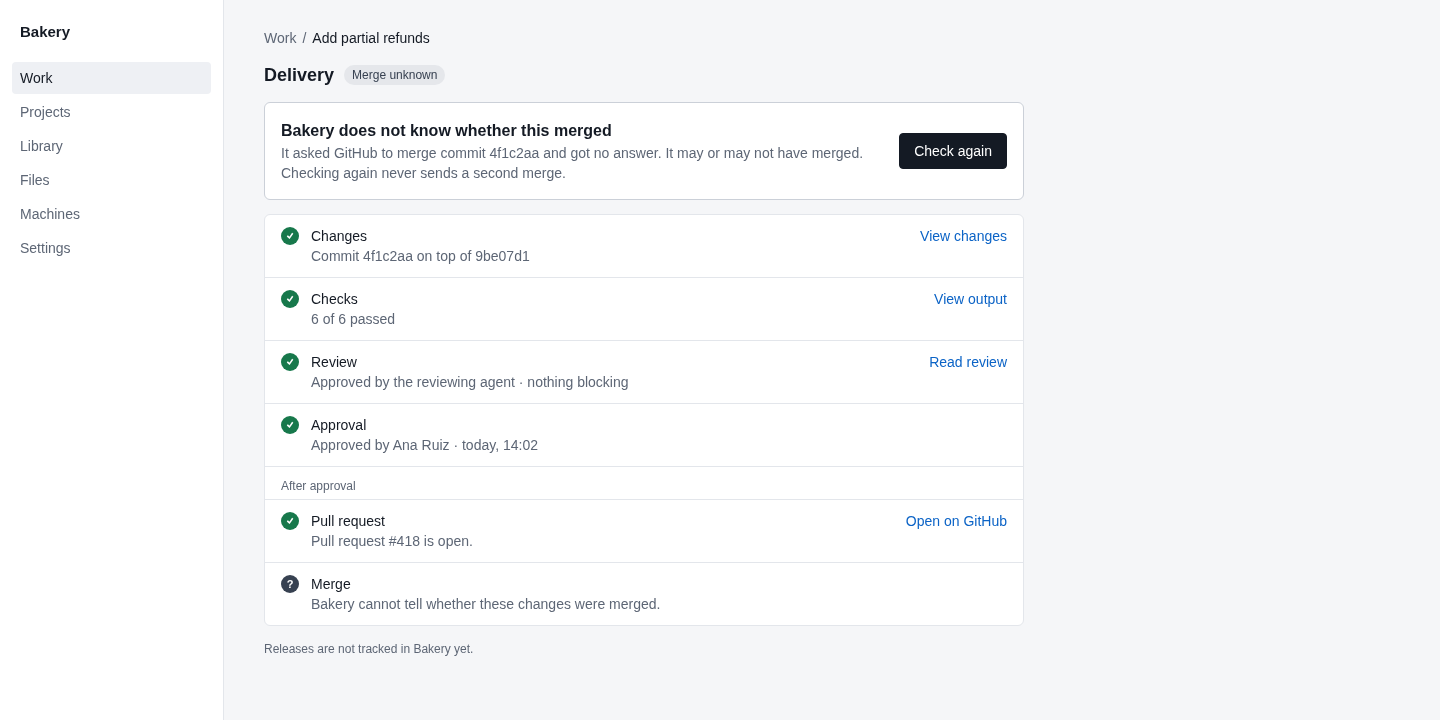 Bakery
Work
Projects
Library
Files
Machines
Settings
Work / Add partial refunds
Delivery Merge unknown
Bakery does not know whether this merged
It asked GitHub to merge commit 4f1c2aa and got no answer. It may or may not have merged.
Checking again never sends a second merge.
Check again
Changes View changes
Commit 4f1c2aa on top of 9be07d1
Checks View output
6 of 6 passed
Review Read review
Approved by the reviewing agent · nothing blocking
Approval
Approved by Ana Ruiz · today, 14:02
After approval
Pull request Open on GitHub
Pull request #418 is open.
? Merge
Bakery cannot tell whether these changes were merged.
Releases are not tracked in Bakery yet.